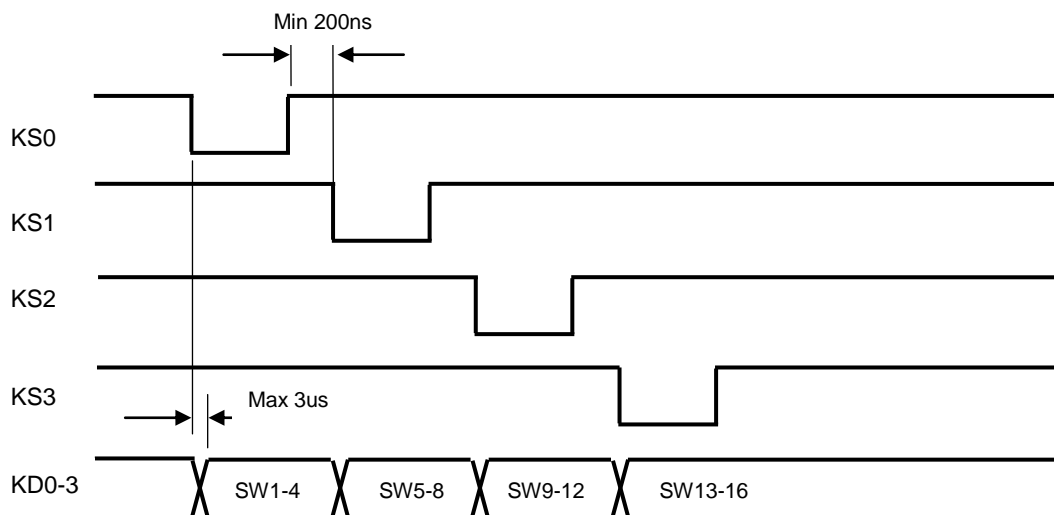 Min 200ns
KS0
KS1
KS2
KS3
Max 3us
KD0-3
SW1-4
SW5-8
SW9-12
SW13-16